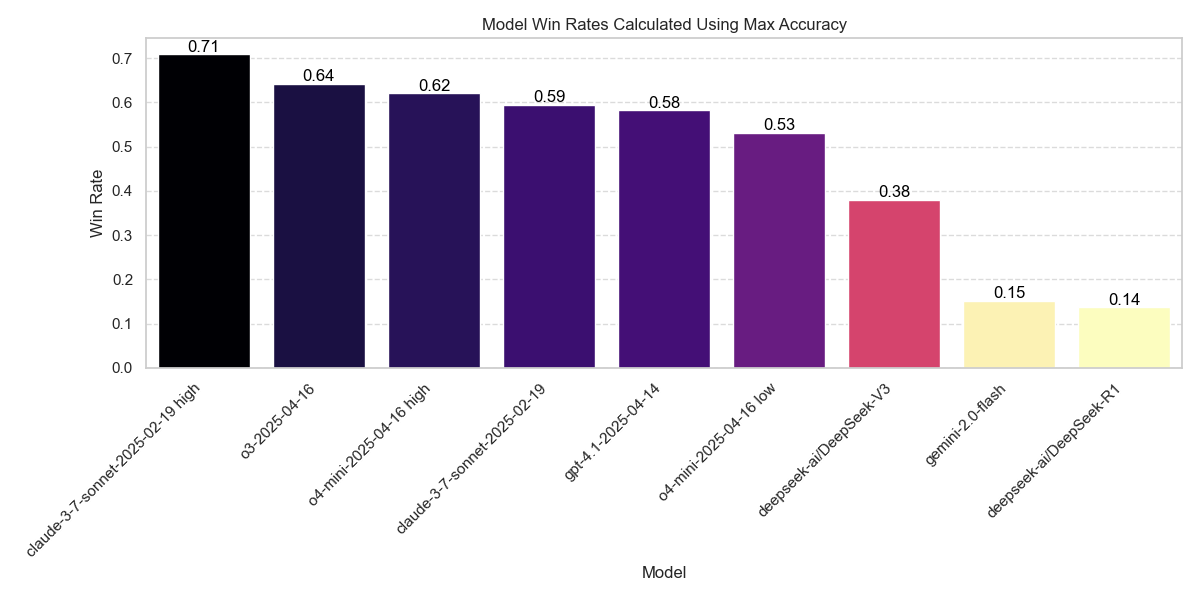 Model Win Rates Calculated Using Max Accuracy
Win Rate
0.7
0.6
0.5
0.4
0.3
0.2
0.1
0.0
0.71
0.64
0.62
0.59
0.58
0.53
0.38
0.15
0.14
claude-3-7-sonnet-2025-02-19 high
o3-2025-04-16
o4-mini-2025-04-16 high
claude-3-7-sonnet-2025-02-19
gpt-4.1-2025-04-14
o4-mini-2025-04-16 low
deepseek-ai/DeepSeek-V3
gemini-2.0-flash
deepseek-ai/DeepSeek-R1
Model